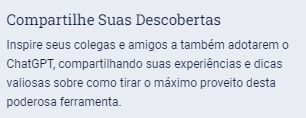 Compartilhe Suas Descobertas
Inspire seus colegas e amigos a também adotarem o
ChatGPT, compartilhando suas experiências e dicas
valiosas sobre como tirar o máximo proveito desta
poderosa ferramenta.